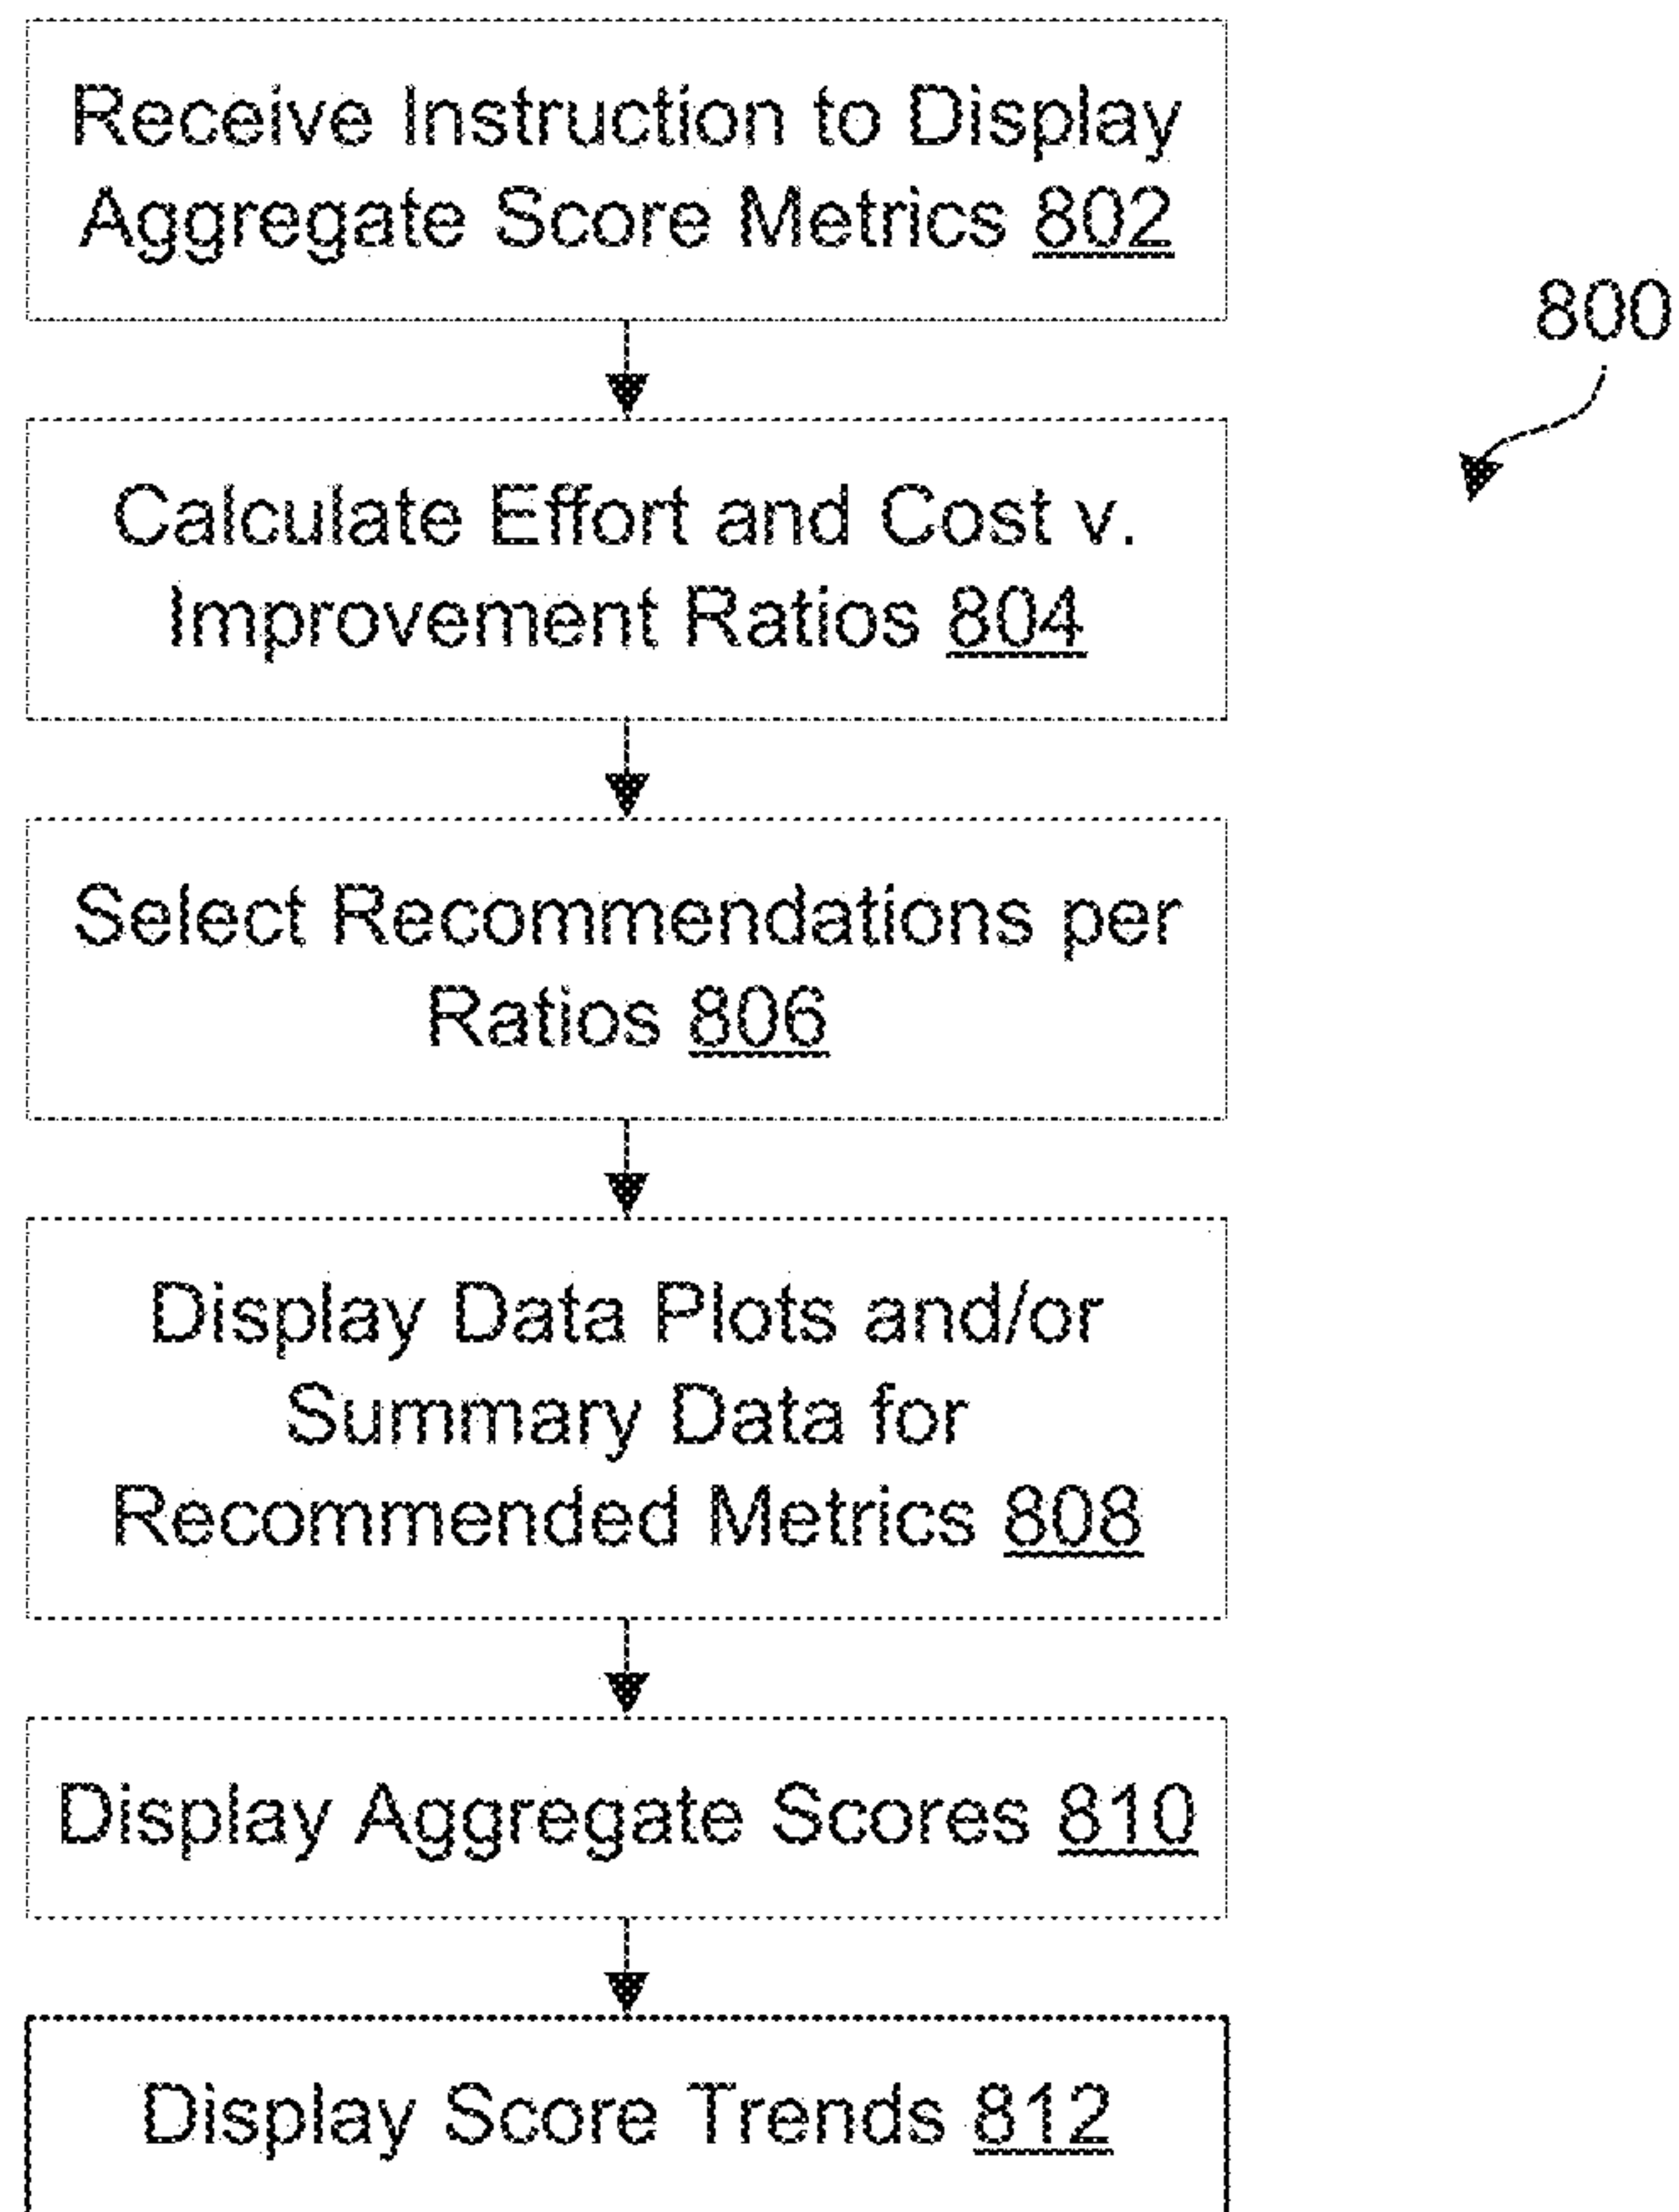 Receive Instruction to Display
Aggregate Score Metrics 802
800
Calculate Effort and Cost v.
Improvement Ratios 804
Select Recommendations per
Ratios 806
Display Data Plots and/or
Summary Data for
Recommended Metrics 808
Display Aggregate Scores 810
Display Score Trends 812